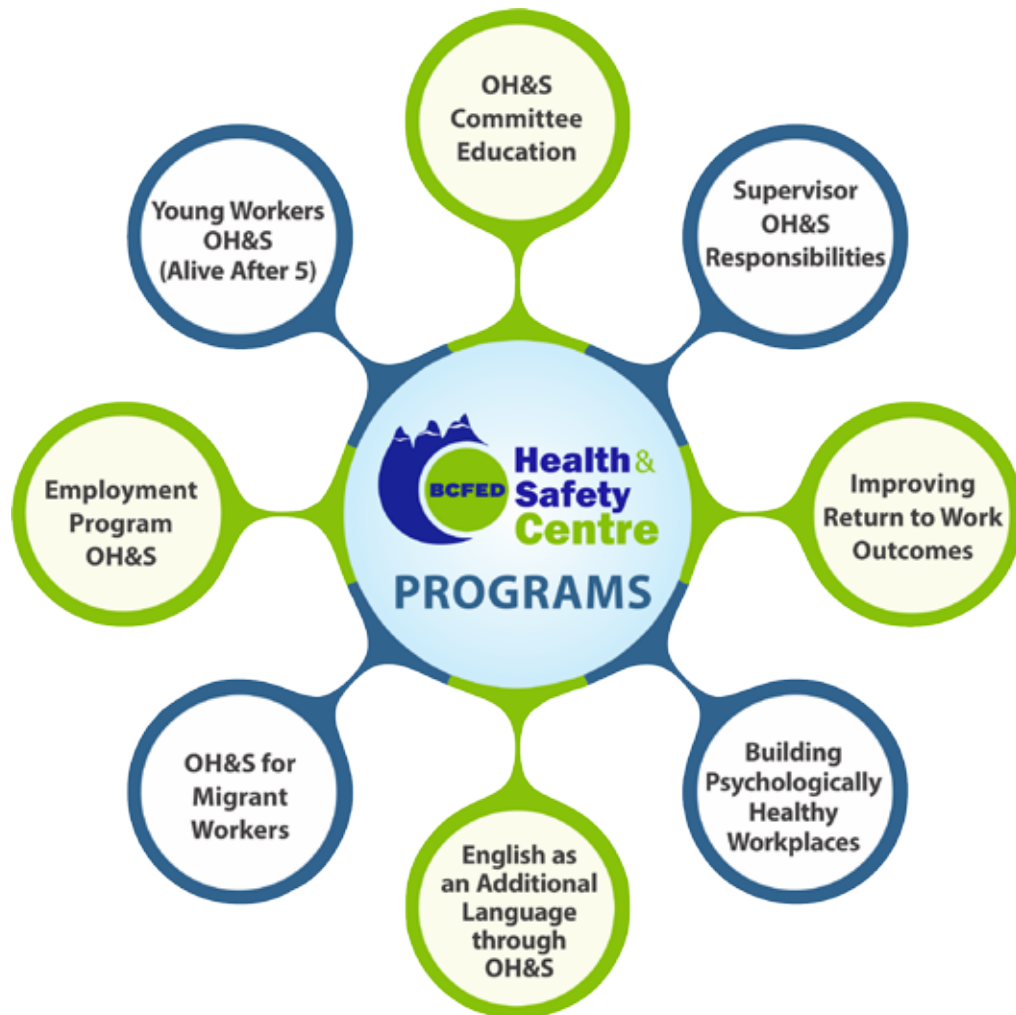 OH&S
Committee
Education
Supervisor
OH&S
Responsibilities
Improving
Return to Work
Outcomes
Building
Psychologically
Healthy
Workplaces
English as
an Additional
Language
through
OH&S
OH&S for
Migrant
Workers
Employment
Program
OH&S
Young Workers
OH&S
(Alive After 5)
BCFED
Health &
Safety
Centre
PROGRAMS